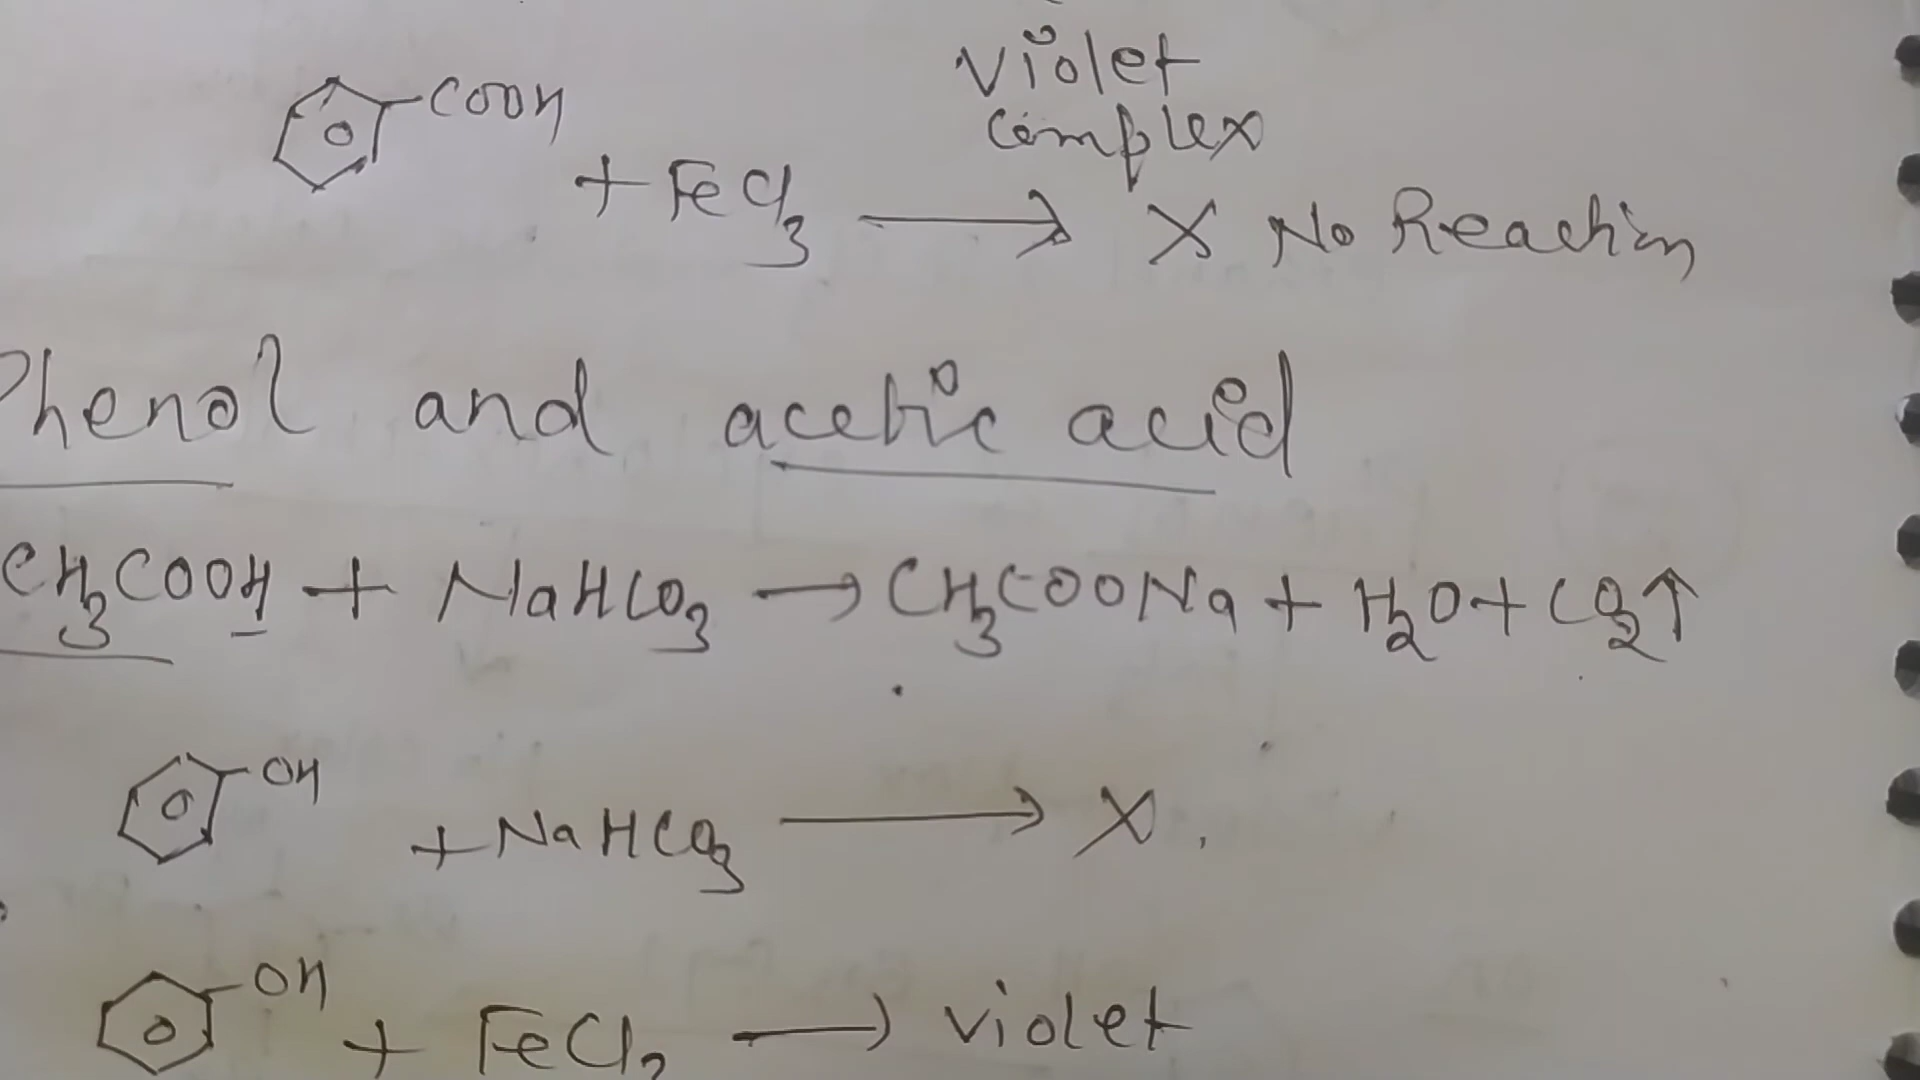 Violet
complex
COOH
+ FeCl3 → X No Reaction
Phenol and acetic acid
CH3COOH + NaHCO3 → CH3COONa + H2O + CO2↑
OH
+ NaHCO3 → X.
OH
+ FeCl3 → violet